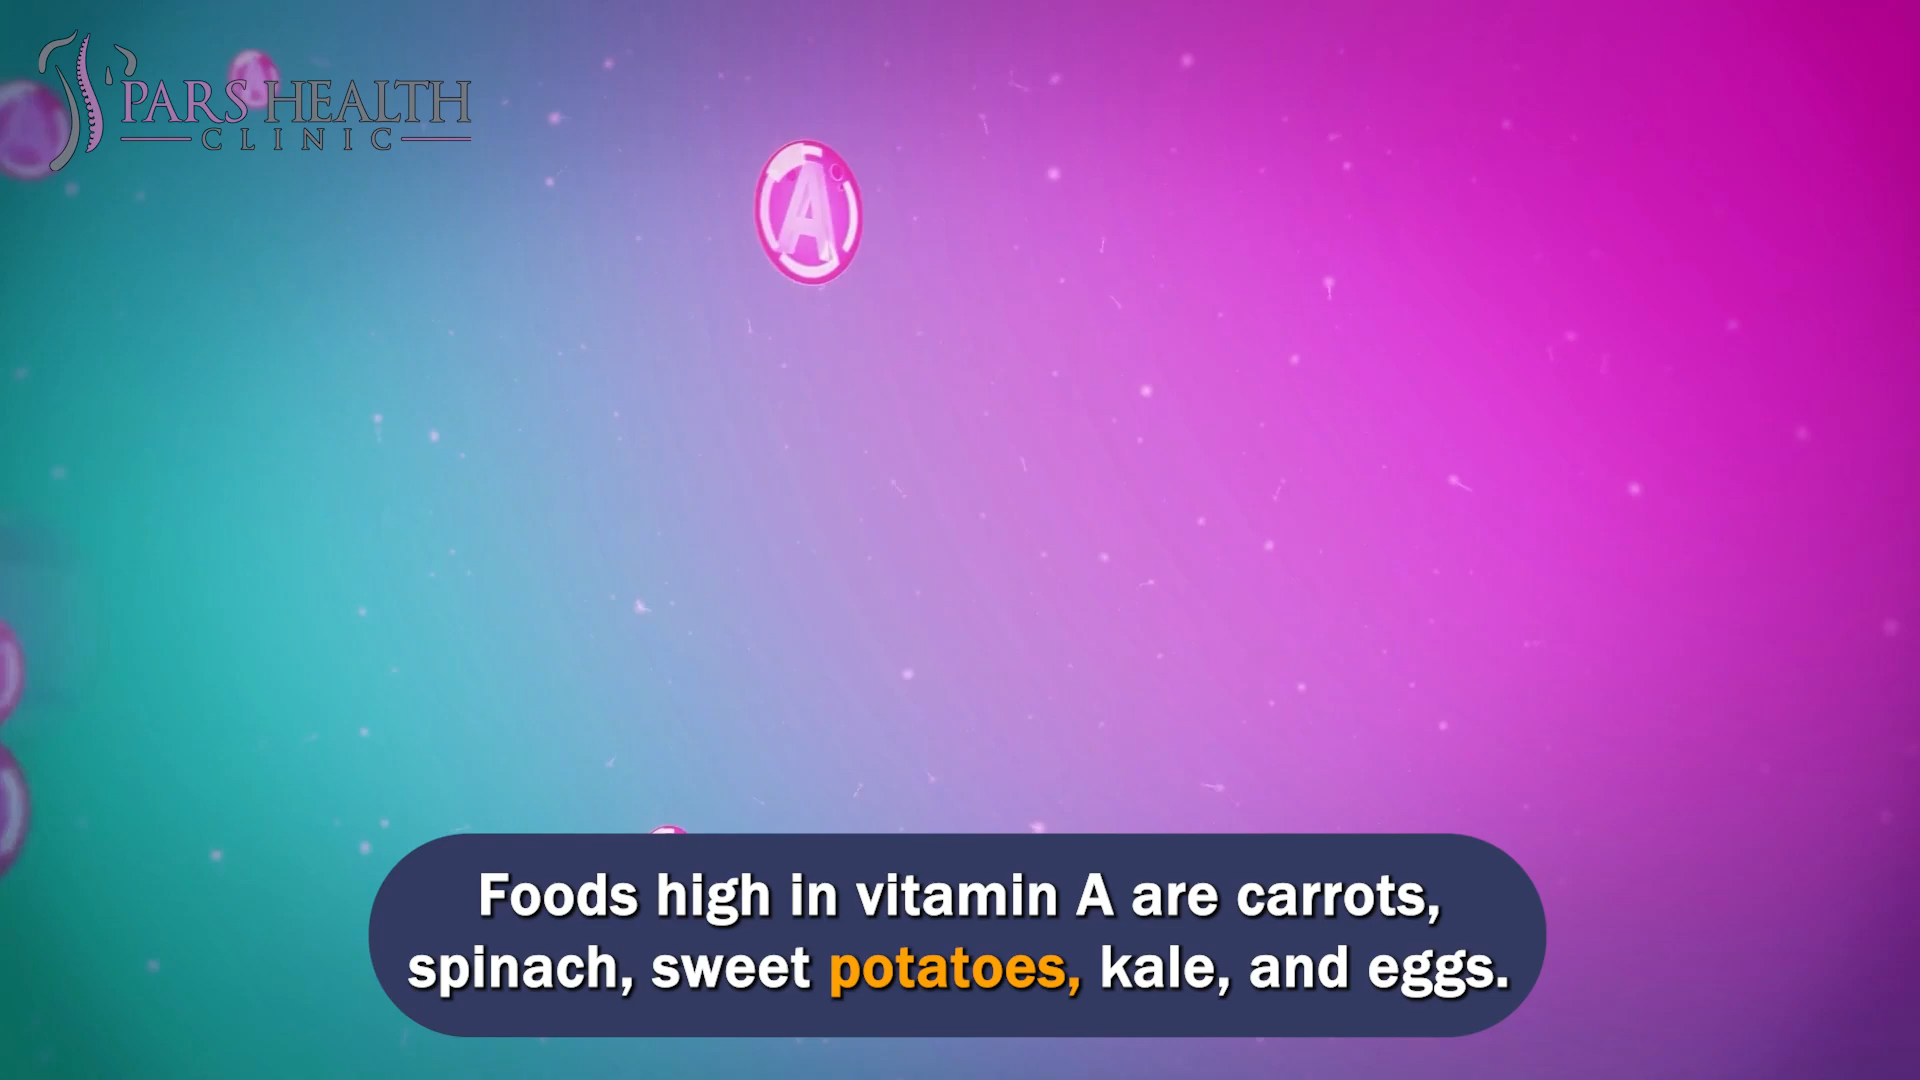 PARS HEALTH
CLINIC
A
Foods high in vitamin A are carrots,
spinach, sweet potatoes, kale, and eggs.